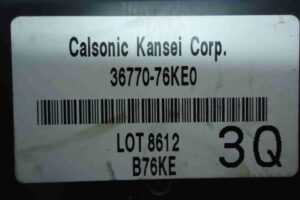 Calsonic Kansei Corp.
36770-76KE0
LOT 8612
B76KE
3Q